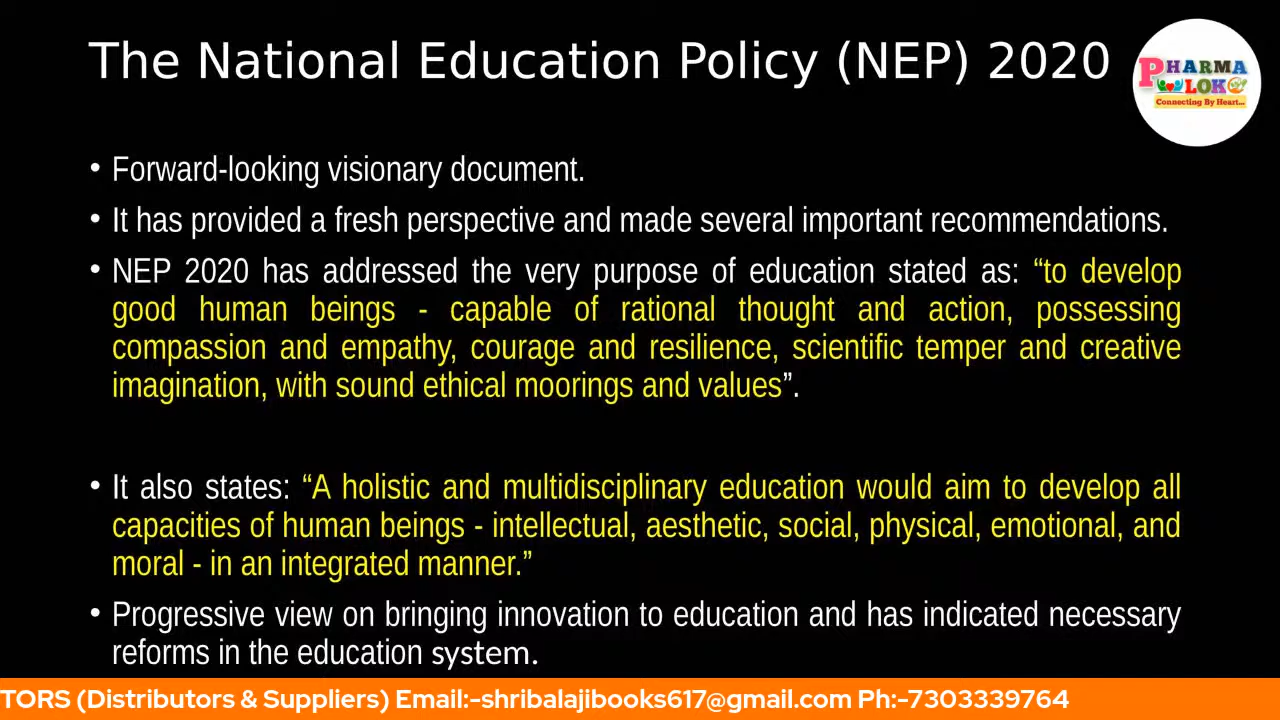 The National Education Policy (NEP) 2020
PHARMA
LOK
Connecting By Heart...
• Forward-looking visionary document.
• It has provided a fresh perspective and made several important recommendations.
• NEP 2020 has addressed the very purpose of education stated as: “to develop
good human beings - capable of rational thought and action, possessing
compassion and empathy, courage and resilience, scientific temper and creative
imagination, with sound ethical moorings and values”.
• It also states: “A holistic and multidisciplinary education would aim to develop all
capacities of human beings - intellectual, aesthetic, social, physical, emotional, and
moral - in an integrated manner.”
• Progressive view on bringing innovation to education and has indicated necessary
reforms in the education system.
TORS (Distributors & Suppliers) Email:-shribalajibooks617@gmail.com Ph:-7303339764